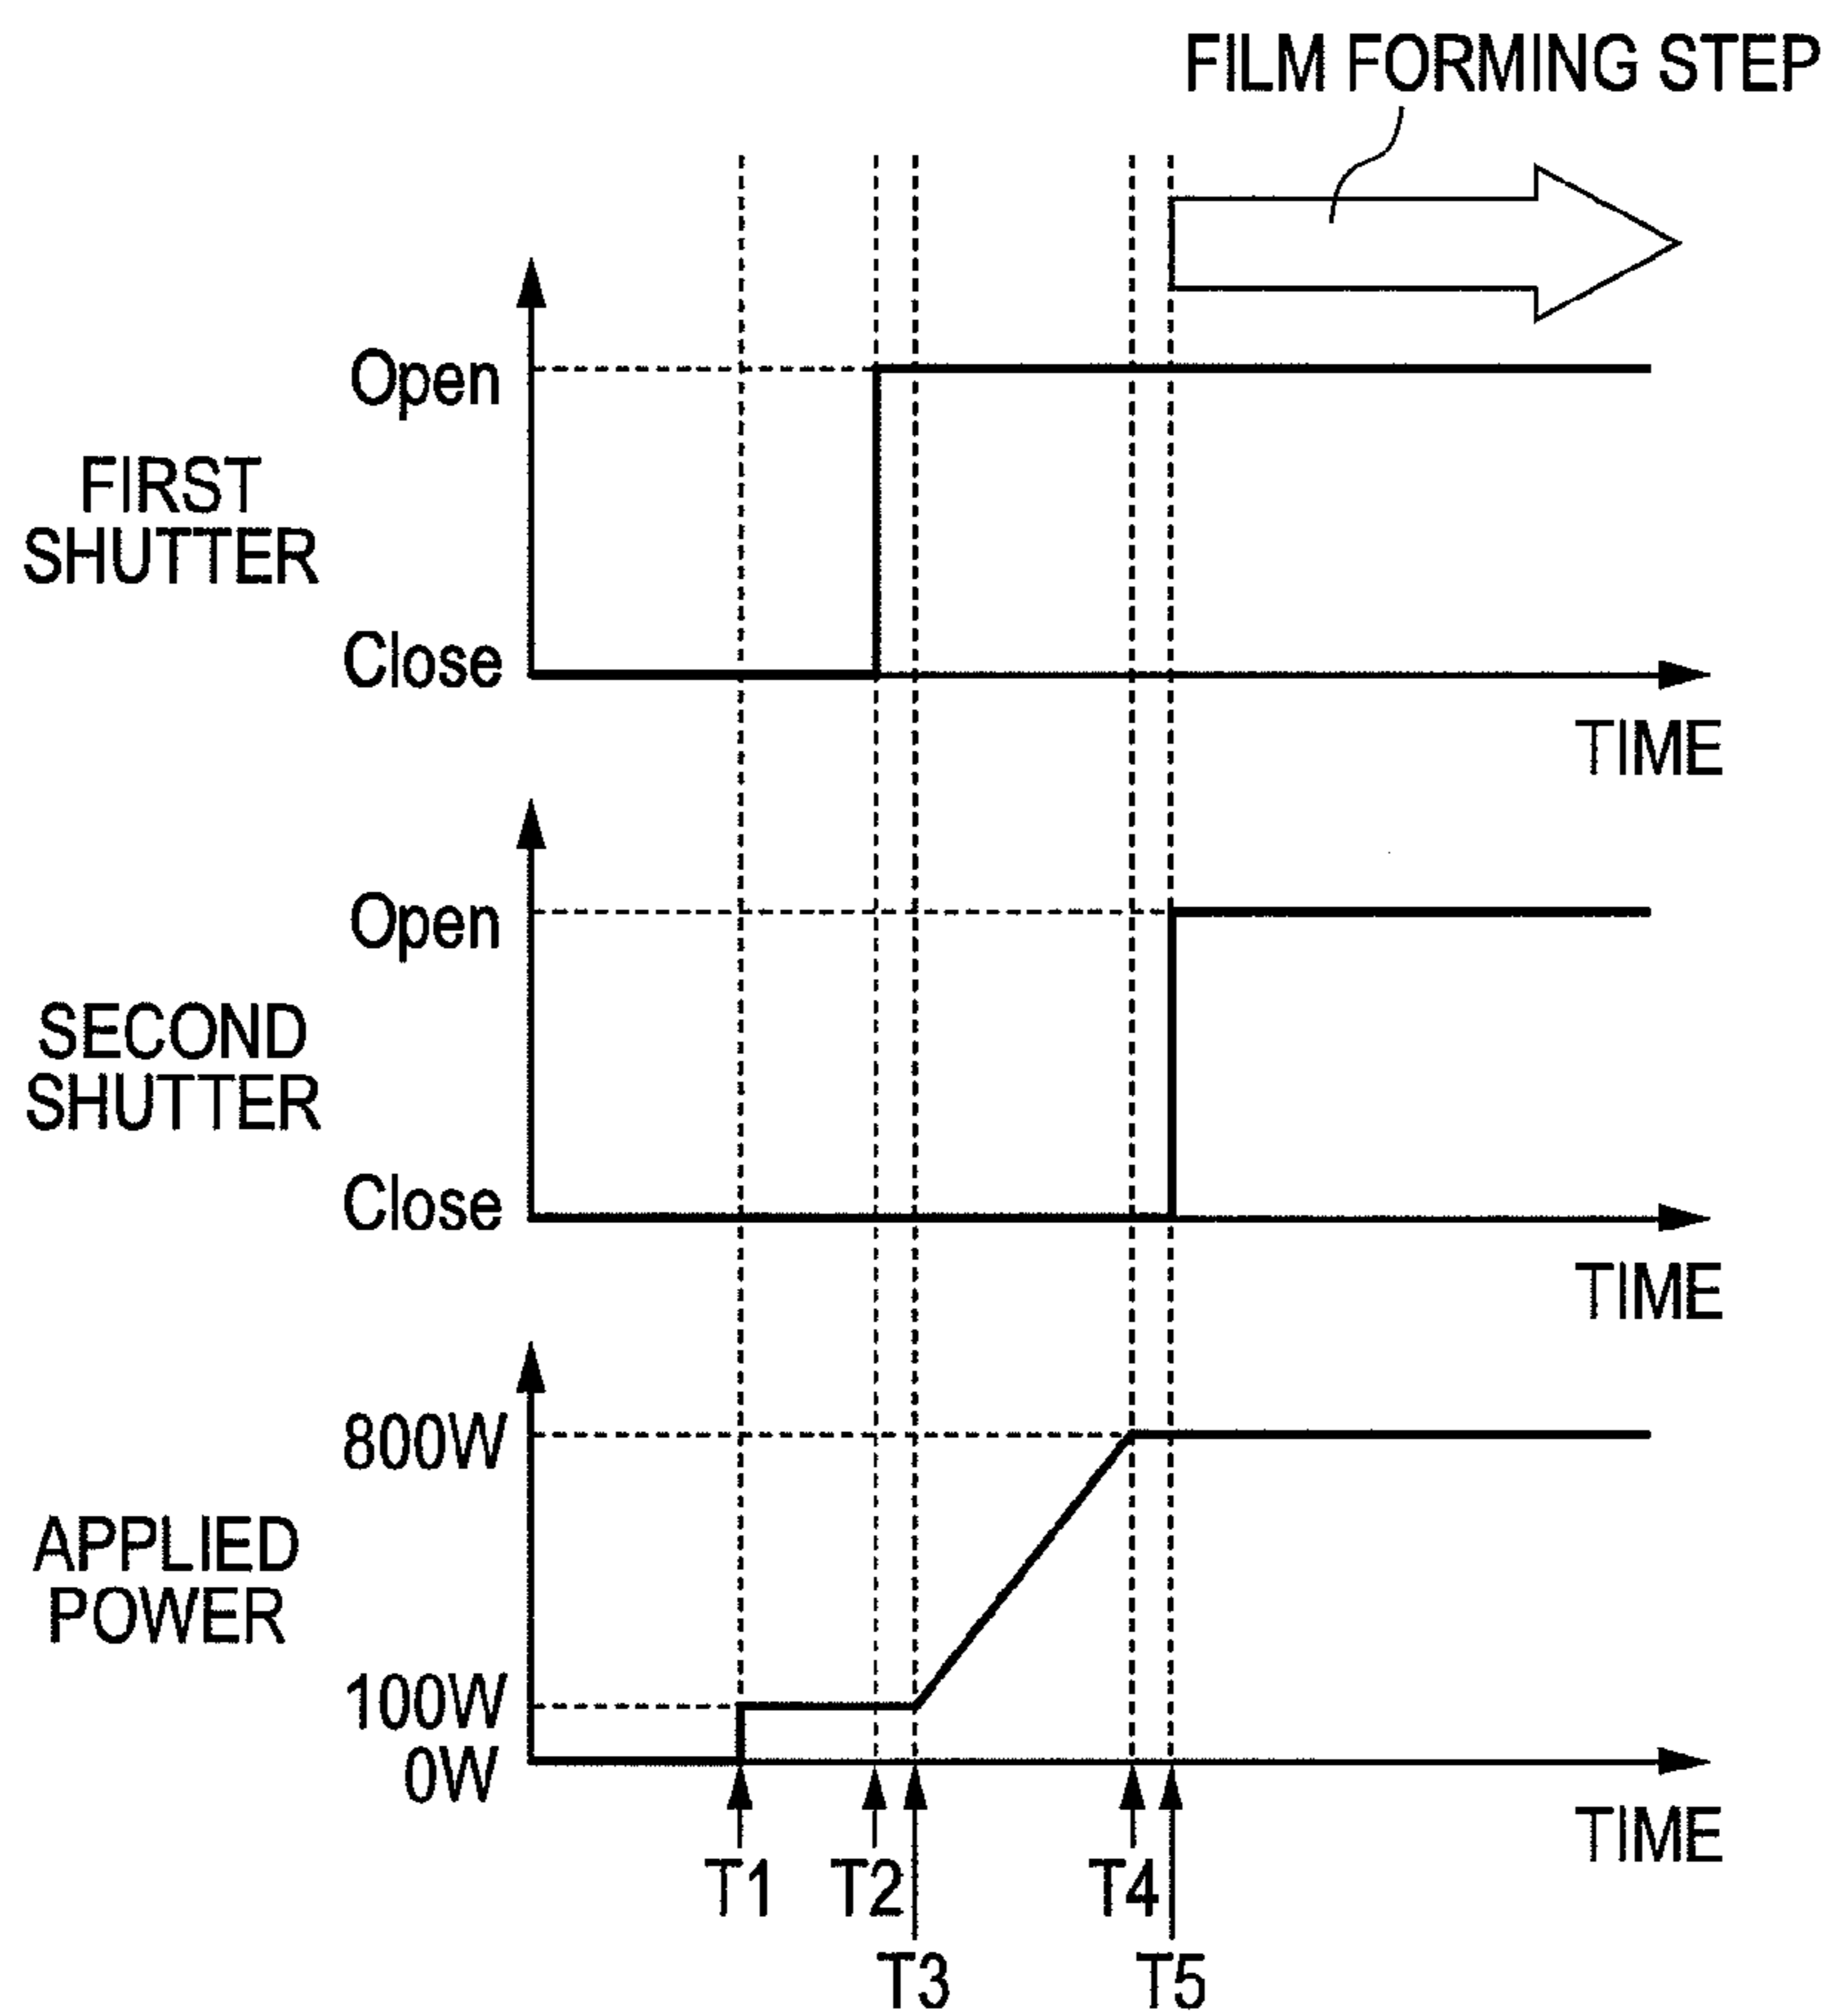 FILM FORMING STEP
Open
FIRST
SHUTTER
Close
TIME
Open
SECOND
SHUTTER
Close
TIME
800W
APPLIED
POWER
100W
0W
TIME
T1
T2
T4
T3
T5